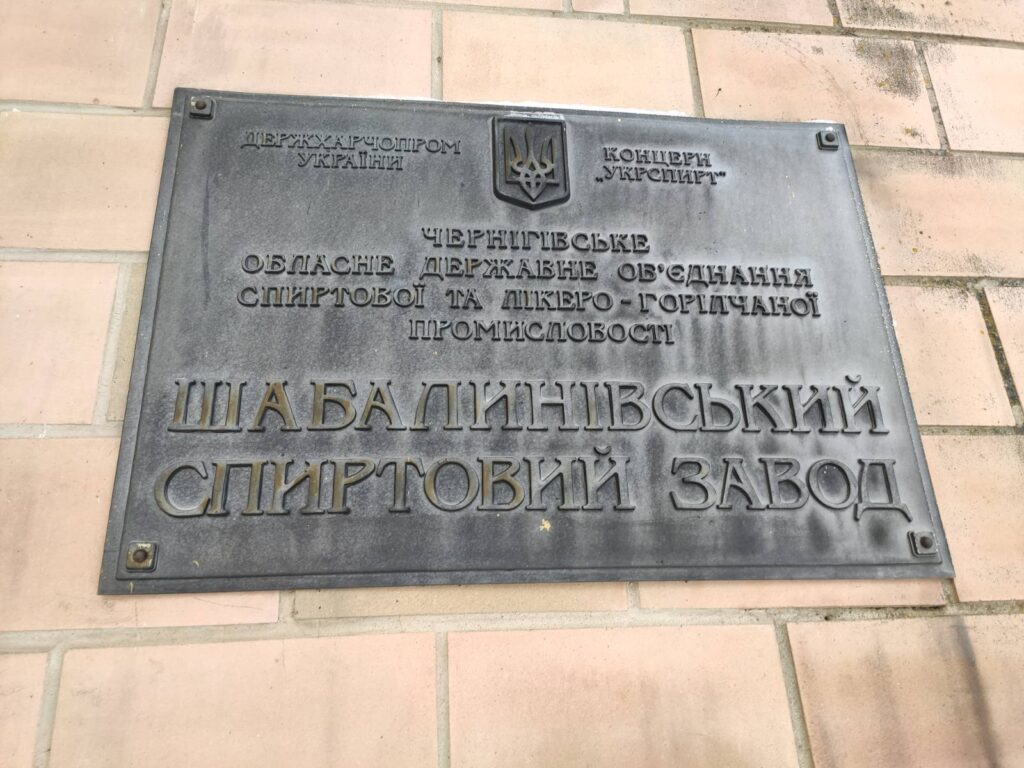 ДЕРЖХАРЧОПРОМ
УКРАЇНИ
КОНЦЕРН
„УКРСПИРТ"
ЧЕРНІГІВСЬКЕ
ОБЛАСНЕ ДЕРЖАВНЕ ОБ'ЄДНАННЯ
СПИРТОВОЇ ТА ЛІКЕРО-ГОРІЛЧАНОЇ
ПРОМИСЛОВОСТІ
ШАБАЛИНІВСЬКИЙ
СПИРТОВИЙ ЗАВОД